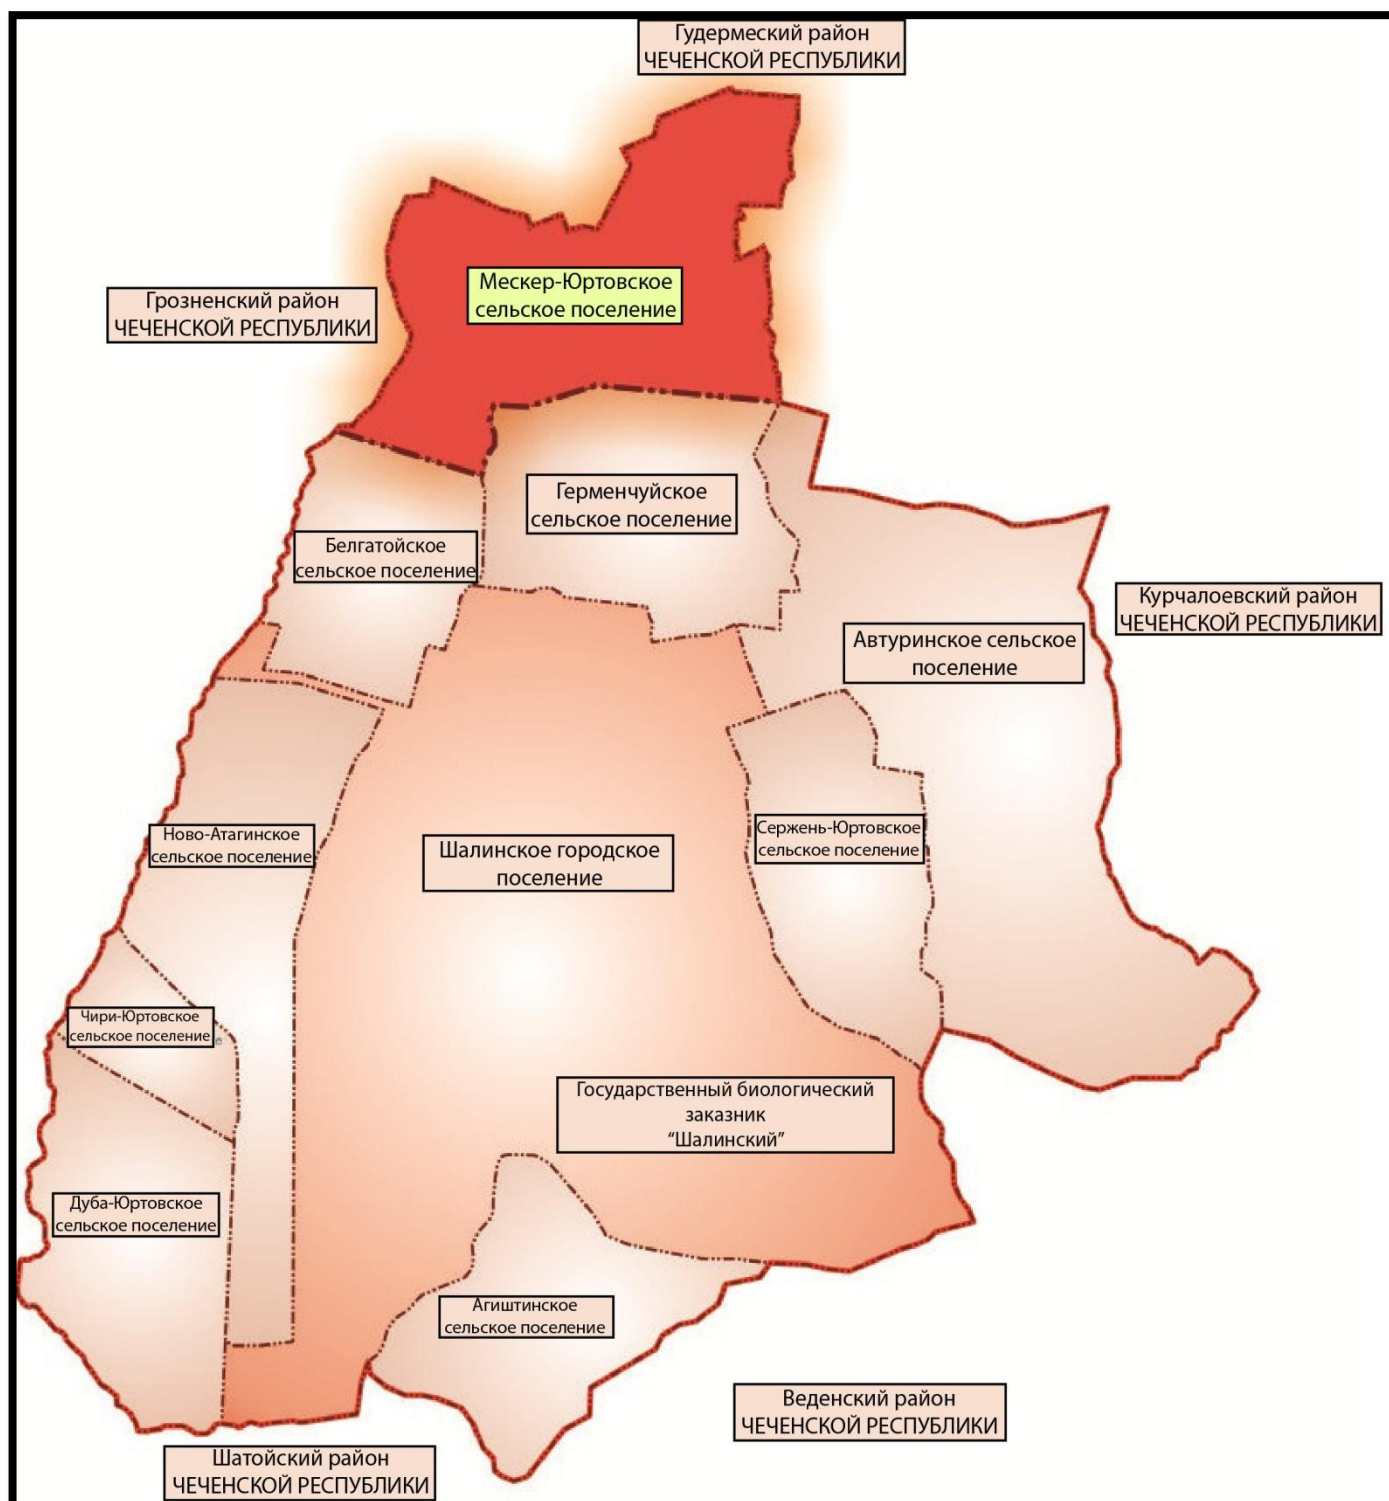 Гудермеский район
ЧЕЧЕНСКОЙ РЕСПУБЛИКИ
Мескер-Юртовское
сельское поселение
Грозненский район
ЧЕЧЕНСКОЙ РЕСПУБЛИКИ
Герменчуйское
сельское поселение
Белгатойское
сельское поселение
Курчалоевский район
ЧЕЧЕНСКОЙ РЕСПУБЛИКИ
Автуринское сельское
поселение
Ново-Атагинское
сельское поселение
Шалинское городское
поселение
Сержень-Юртовское
сельское поселение
Чири-Юртовское
сельское поселение
Государственный биологический
заказник
“Шалинский”
Дуба-Юртовское
сельское поселение
Агиштинское
сельское поселение
Веденский район
ЧЕЧЕНСКОЙ РЕСПУБЛИКИ
Шатойский район
ЧЕЧЕНСКОЙ РЕСПУБЛИКИ